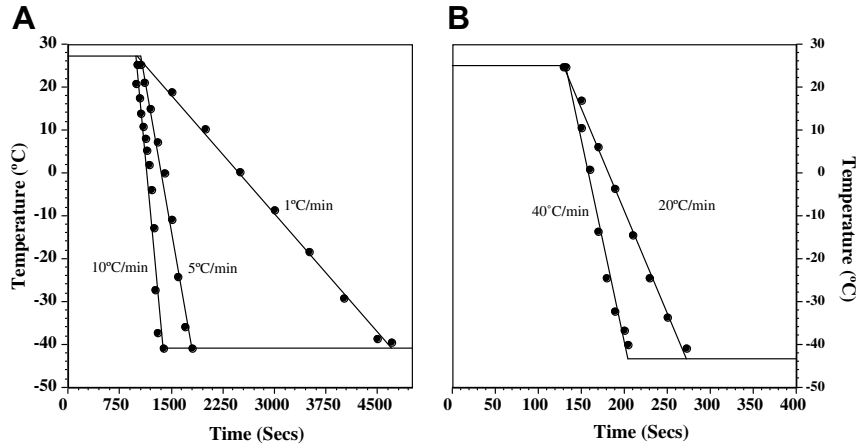 A
Temperature (ºC)
30
20
10
0
-10
-20
-30
-40
-50
1ºC/min
10ºC/min
5ºC/min
0 750 1500 2250 3000 3750 4500
Time (Secs)
B
40˚C/min
20ºC/min
30
20
10
0
-10
-20
-30
-40
-50
Temperature (ºC)
0 50 100 150 200 250 300 350 400
Time (Secs)